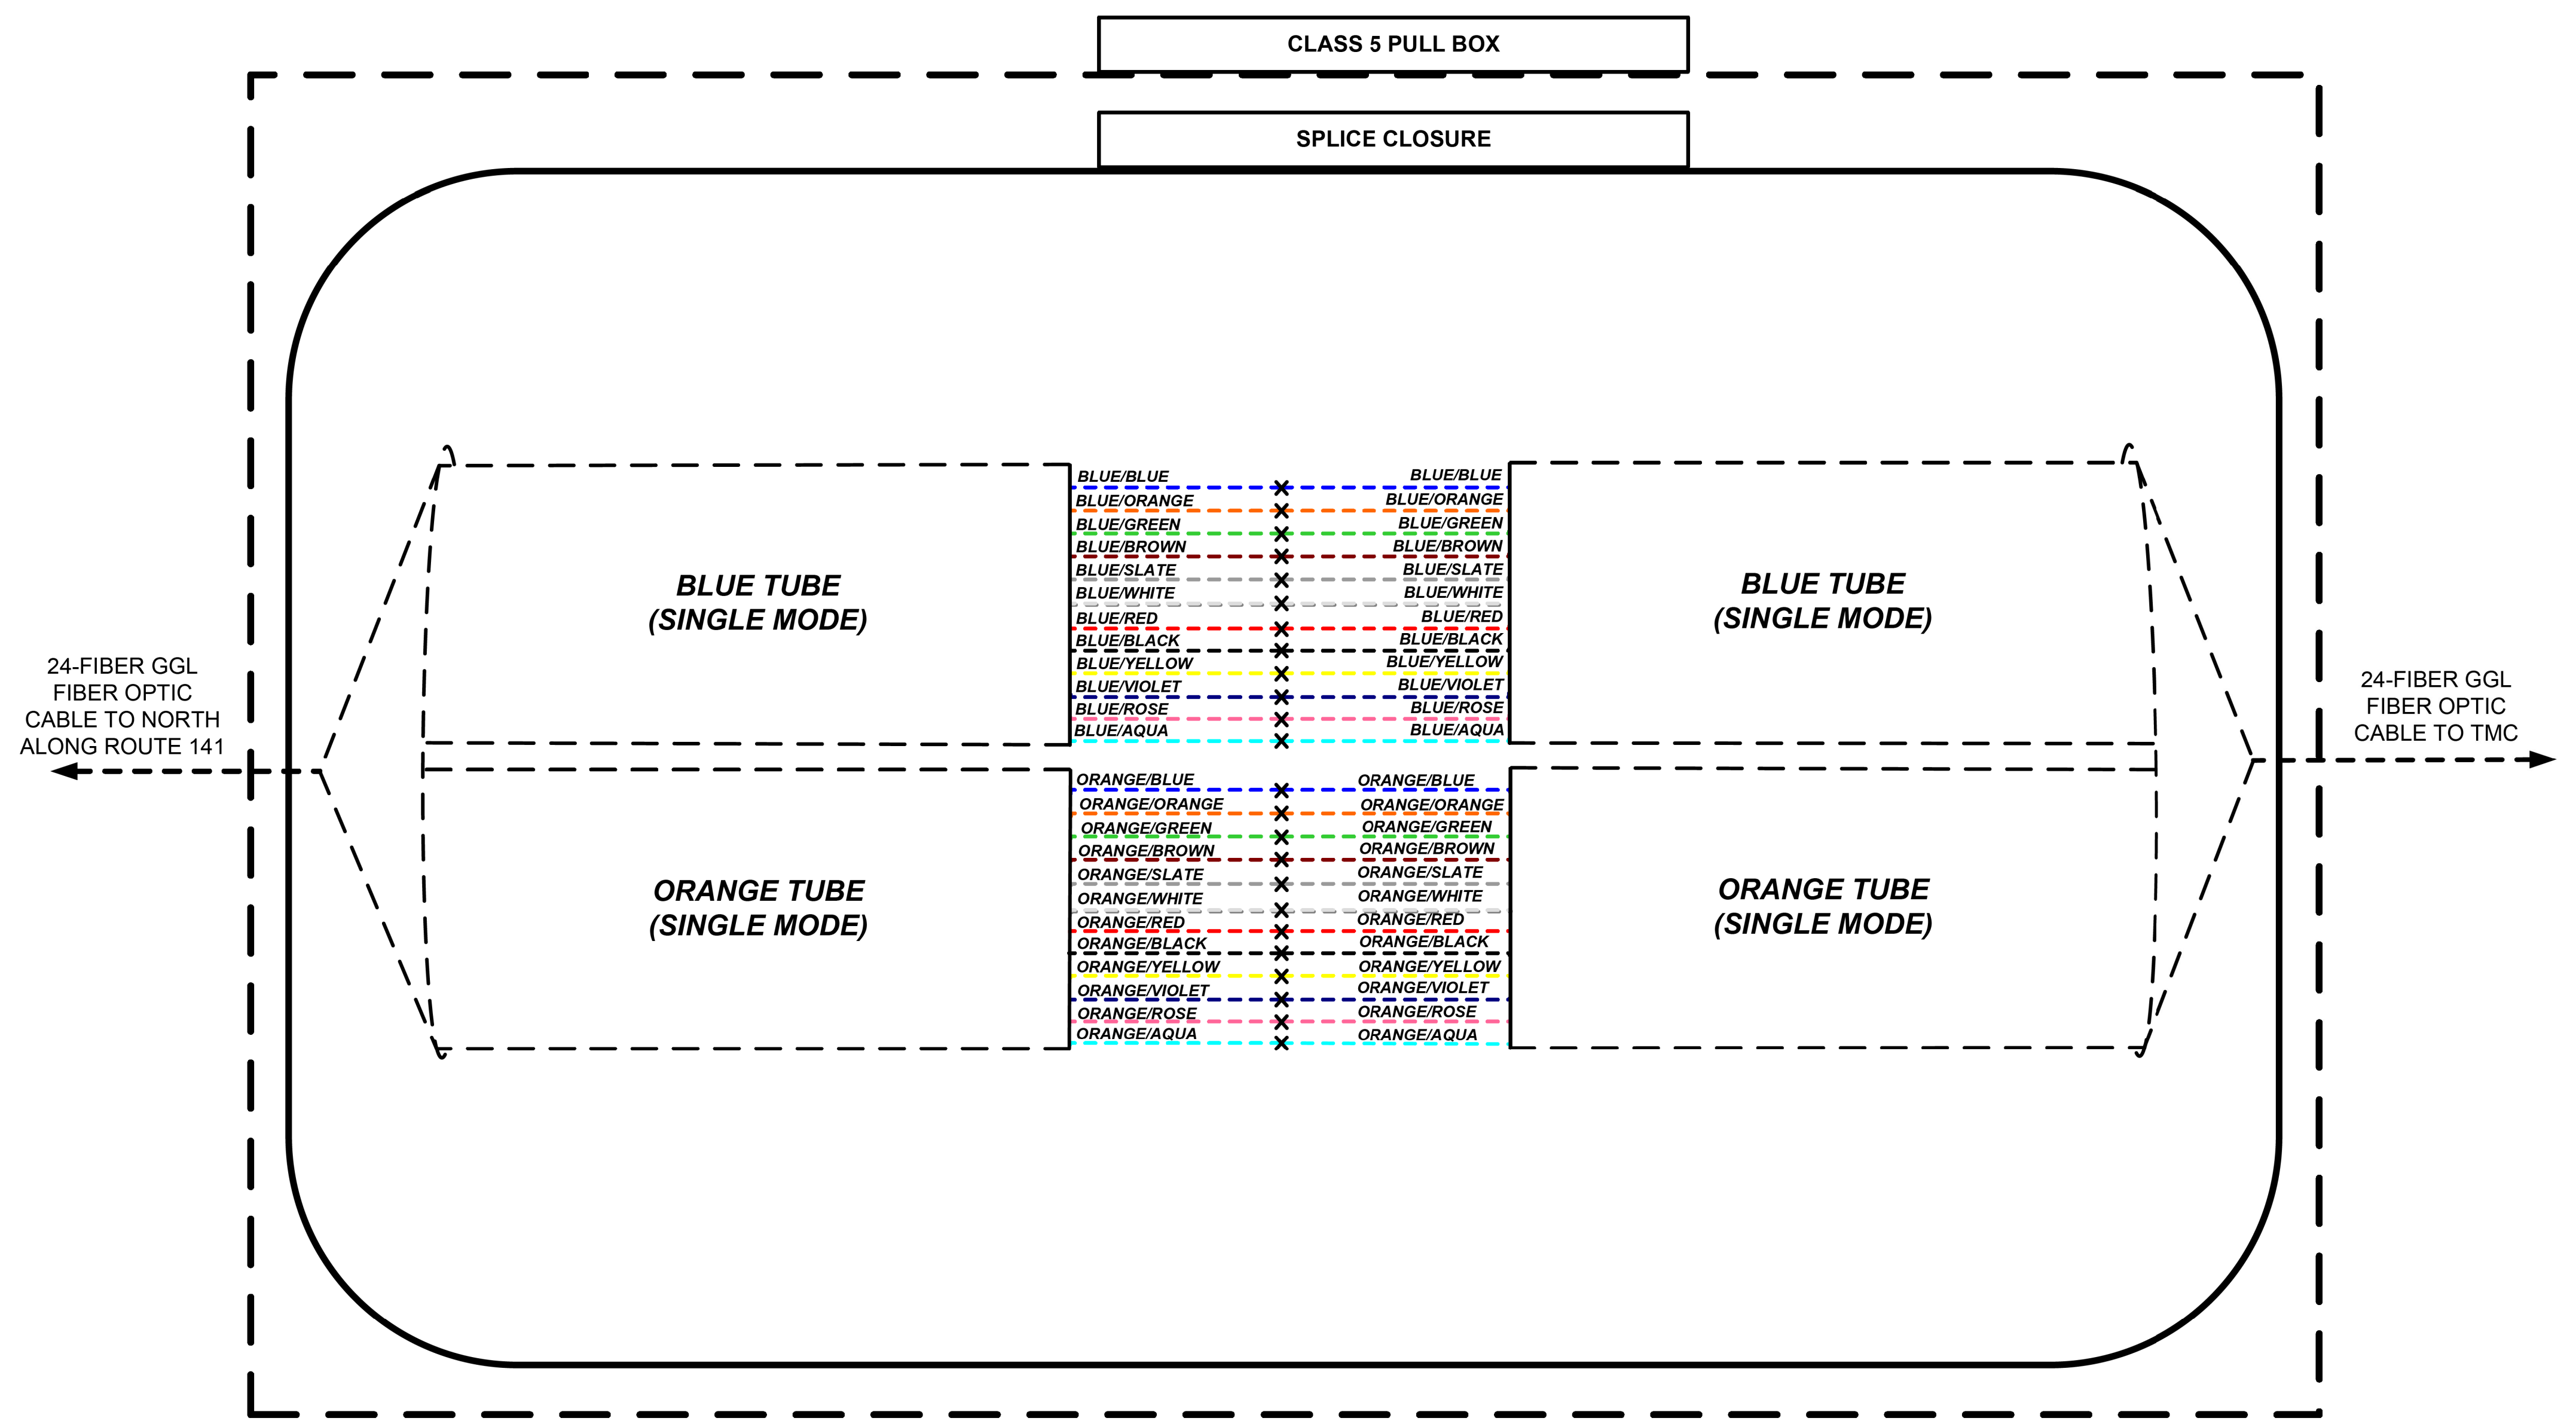 CLASS 5 PULL BOX
SPLICE CLOSURE
24-FIBER GGL
FIBER OPTIC
CABLE TO NORTH
ALONG ROUTE 141
BLUE TUBE
(SINGLE MODE)
ORANGE TUBE
(SINGLE MODE)
BLUE/BLUE
BLUE/ORANGE
BLUE/GREEN
BLUE/BROWN
BLUE/SLATE
BLUE/WHITE
BLUE/RED
BLUE/BLACK
BLUE/YELLOW
BLUE/VIOLET
BLUE/ROSE
BLUE/AQUA
ORANGE/BLUE
ORANGE/ORANGE
ORANGE/GREEN
ORANGE/BROWN
ORANGE/SLATE
ORANGE/WHITE
ORANGE/RED
ORANGE/BLACK
ORANGE/YELLOW
ORANGE/VIOLET
ORANGE/ROSE
ORANGE/AQUA
BLUE/BLUE
BLUE/ORANGE
BLUE/GREEN
BLUE/BROWN
BLUE/SLATE
BLUE/WHITE
BLUE/RED
BLUE/BLACK
BLUE/YELLOW
BLUE/VIOLET
BLUE/ROSE
BLUE/AQUA
ORANGE/BLUE
ORANGE/ORANGE
ORANGE/GREEN
ORANGE/BROWN
ORANGE/SLATE
ORANGE/WHITE
ORANGE/RED
ORANGE/BLACK
ORANGE/YELLOW
ORANGE/VIOLET
ORANGE/ROSE
ORANGE/AQUA
BLUE TUBE
(SINGLE MODE)
ORANGE TUBE
(SINGLE MODE)
24-FIBER GGL
FIBER OPTIC
CABLE TO TMC